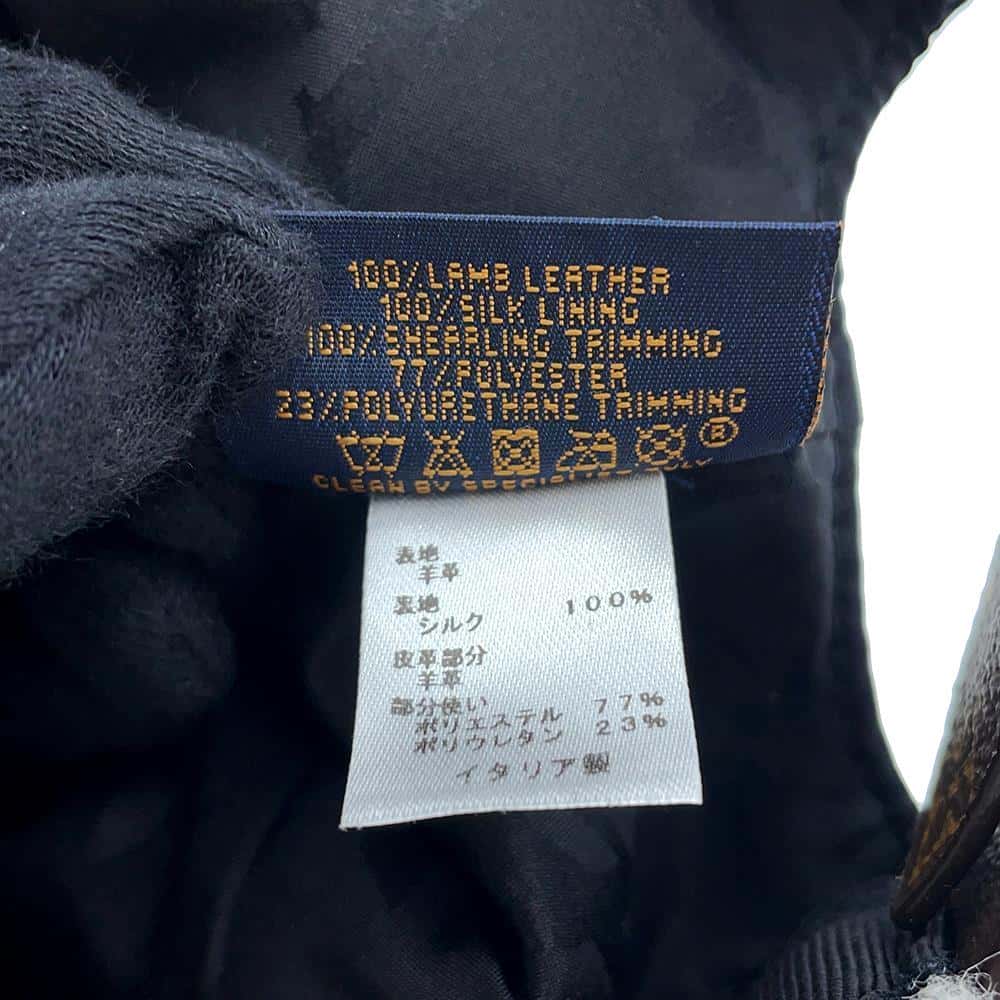 100%LAMB LEATHER
100%SILK LINING
100%SHEARLING TRIMMING
77%POLYESTER
23%POLYURETHANE TRIMMING
®
CLEAN BY SPECIALIST ONLY
表地
羊革
裏地
シルク 100%
皮革部分
羊革
部分使い
ポリエステル 77%
ポリウレタン 23%
イタリア製